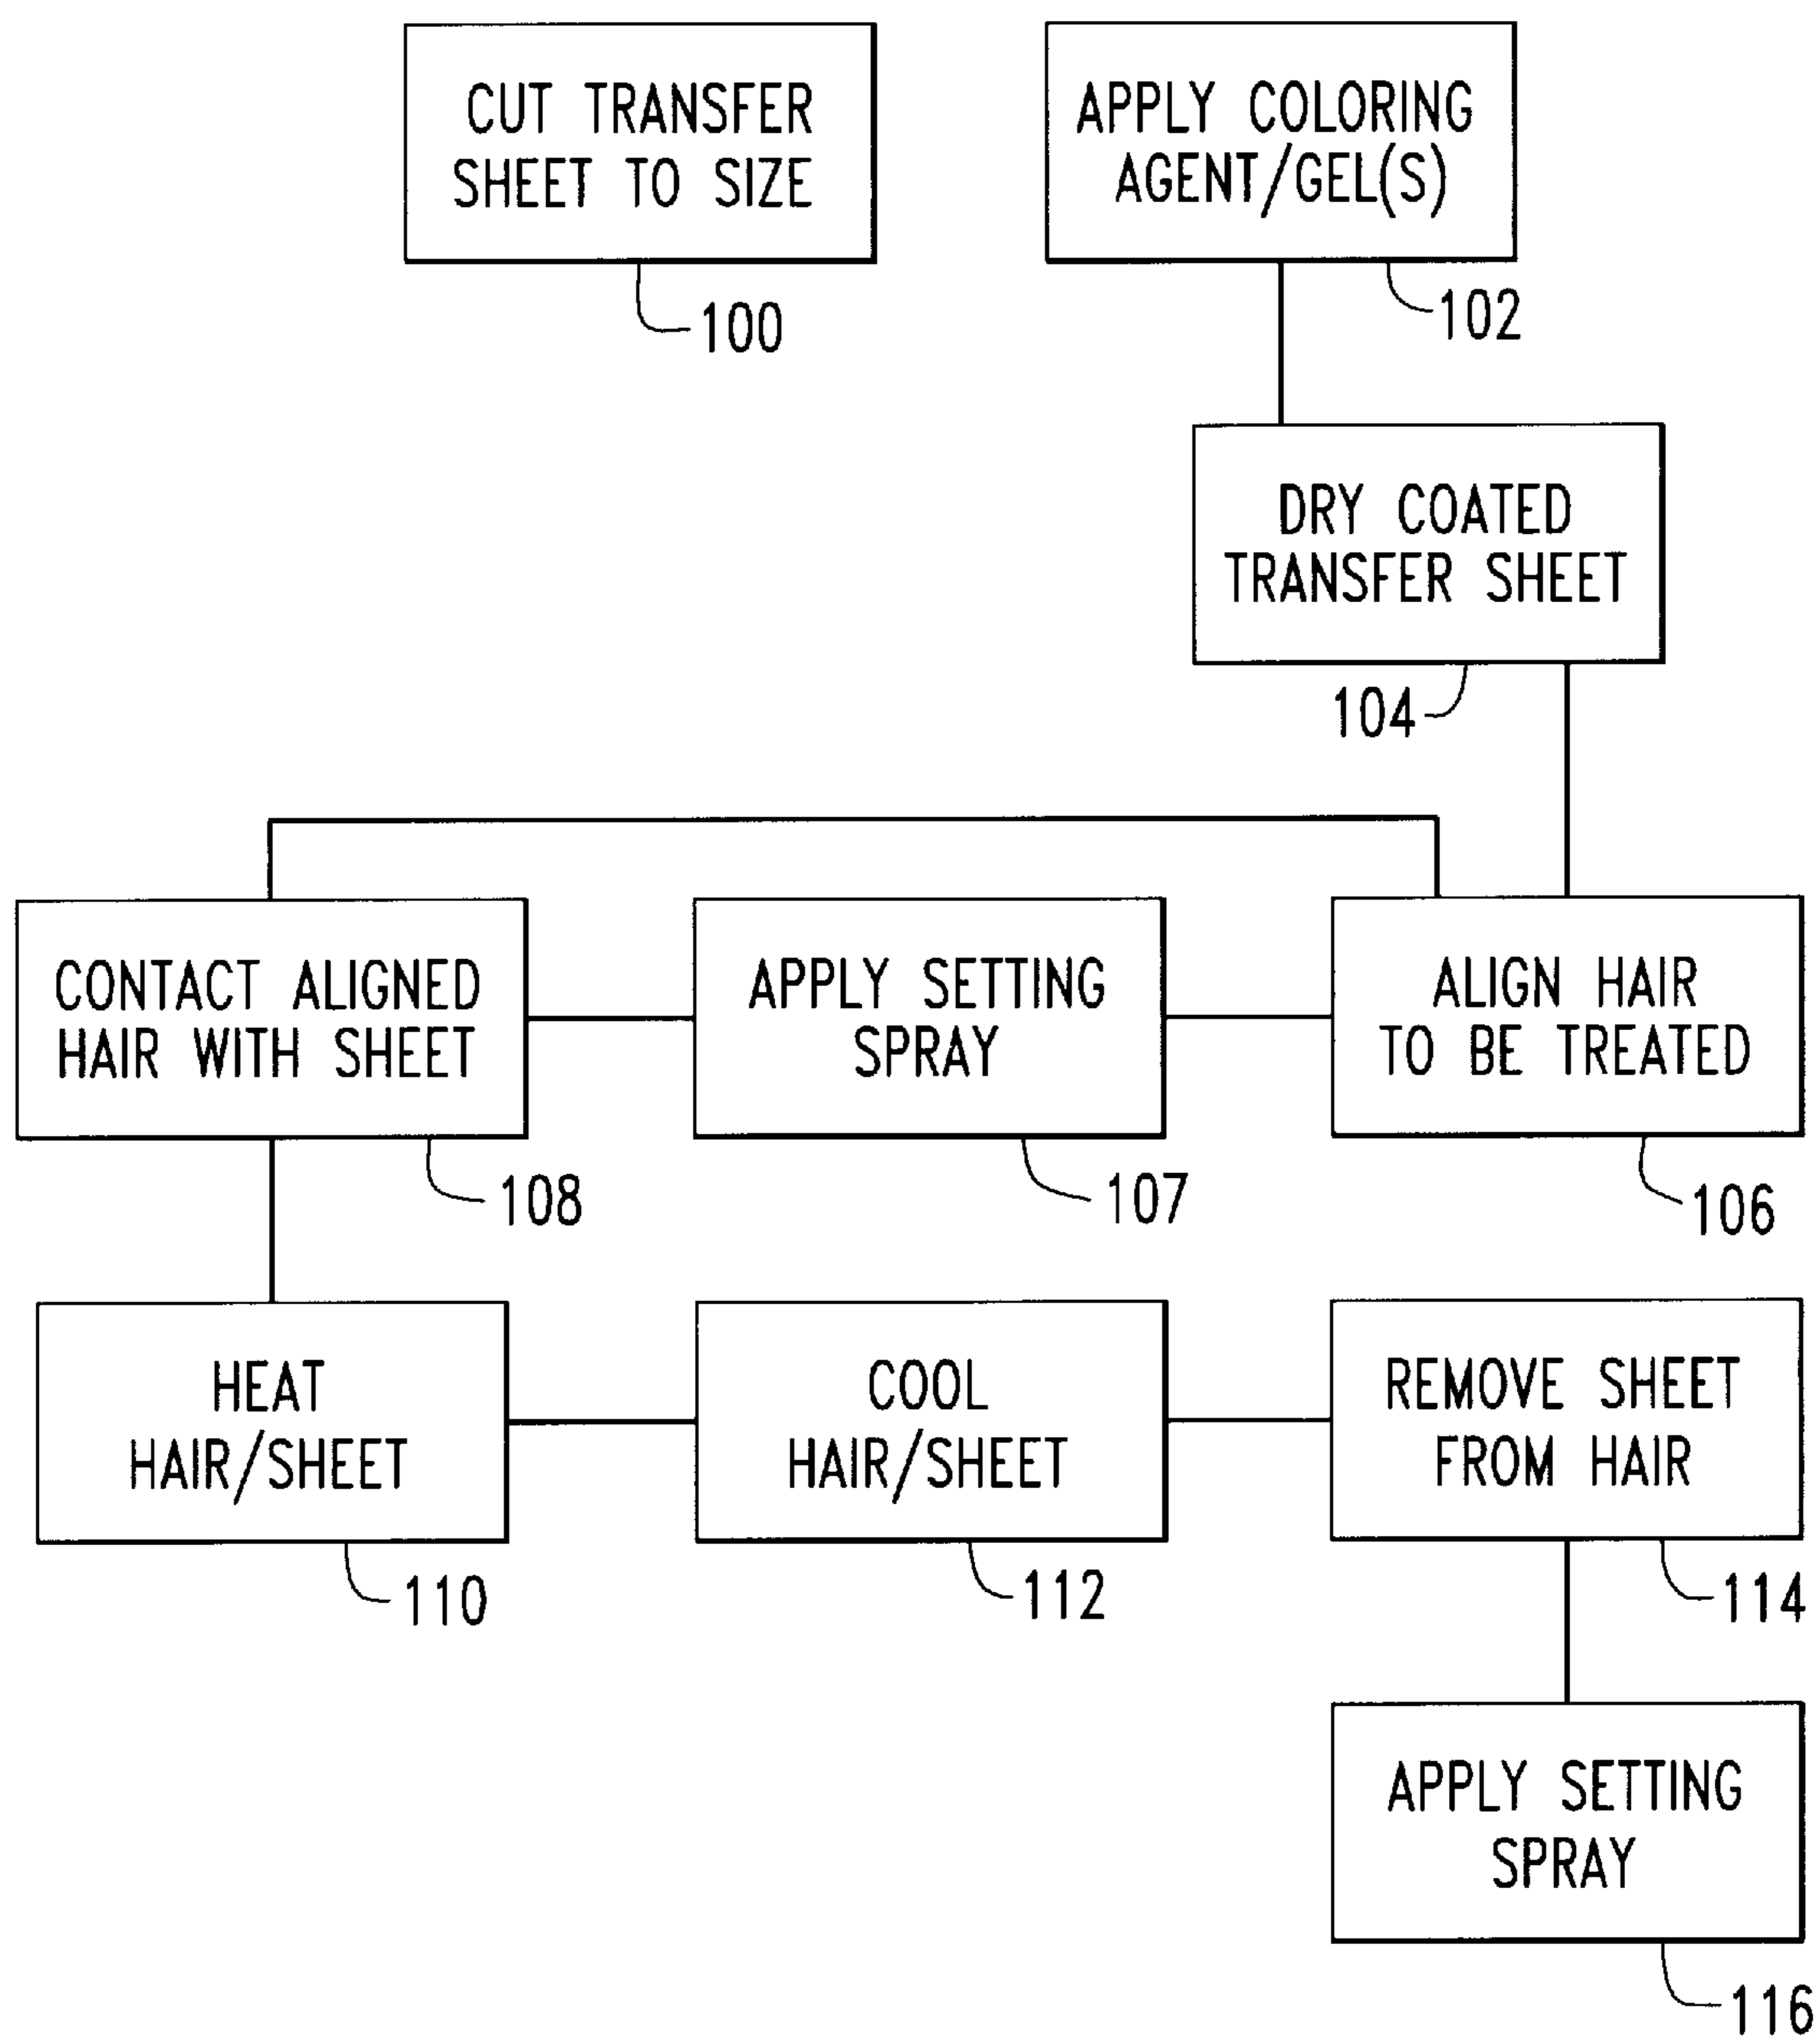 CUT TRANSFER
SHEET TO SIZE
100
APPLY COLORING
AGENT/GEL(S)
102
DRY COATED
TRANSFER SHEET
104
CONTACT ALIGNED
HAIR WITH SHEET
108
APPLY SETTING
SPRAY
107
ALIGN HAIR
TO BE TREATED
106
HEAT
HAIR/SHEET
110
COOL
HAIR/SHEET
112
REMOVE SHEET
FROM HAIR
114
APPLY SETTING
SPRAY
116